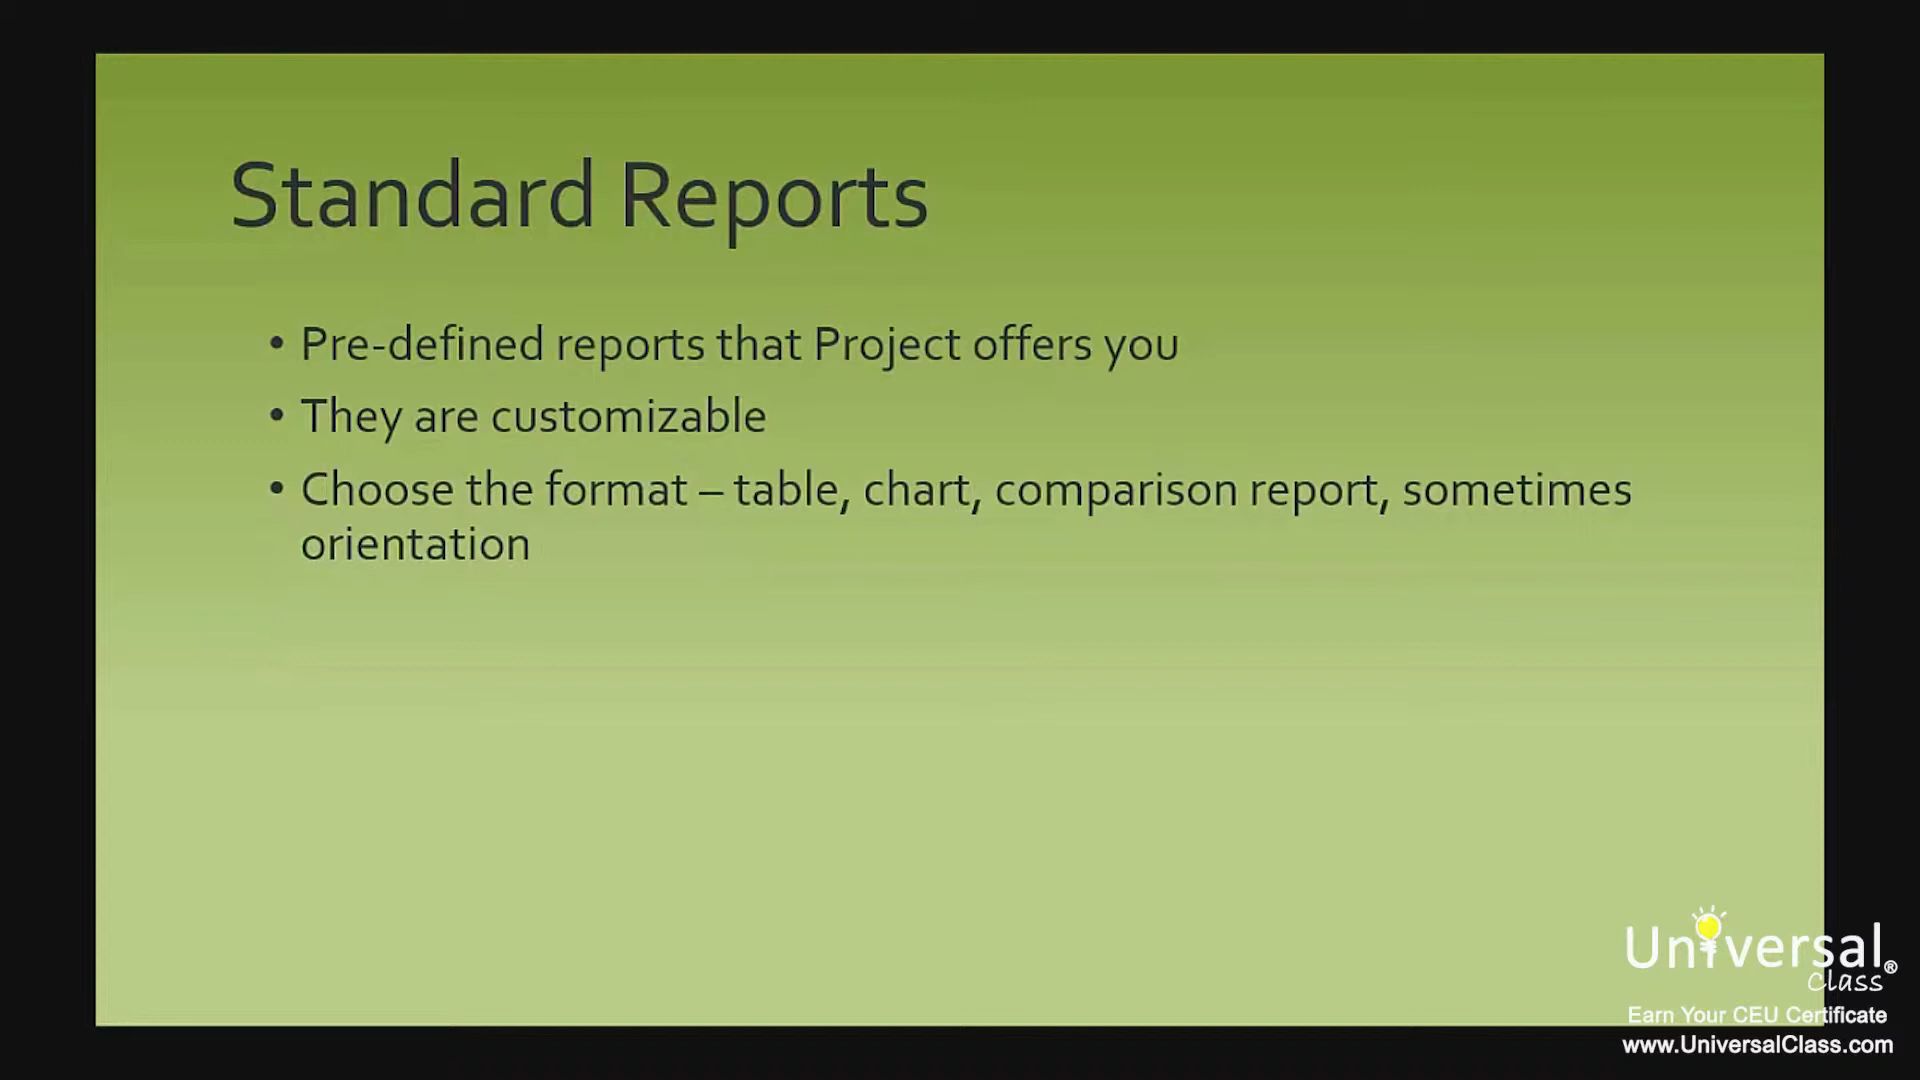 Standard Reports
• Pre-defined reports that Project offers you
• They are customizable
• Choose the format – table, chart, comparison report, sometimes
orientation
Universal®
Class
Earn Your CEU Certificate
www.UniversalClass.com